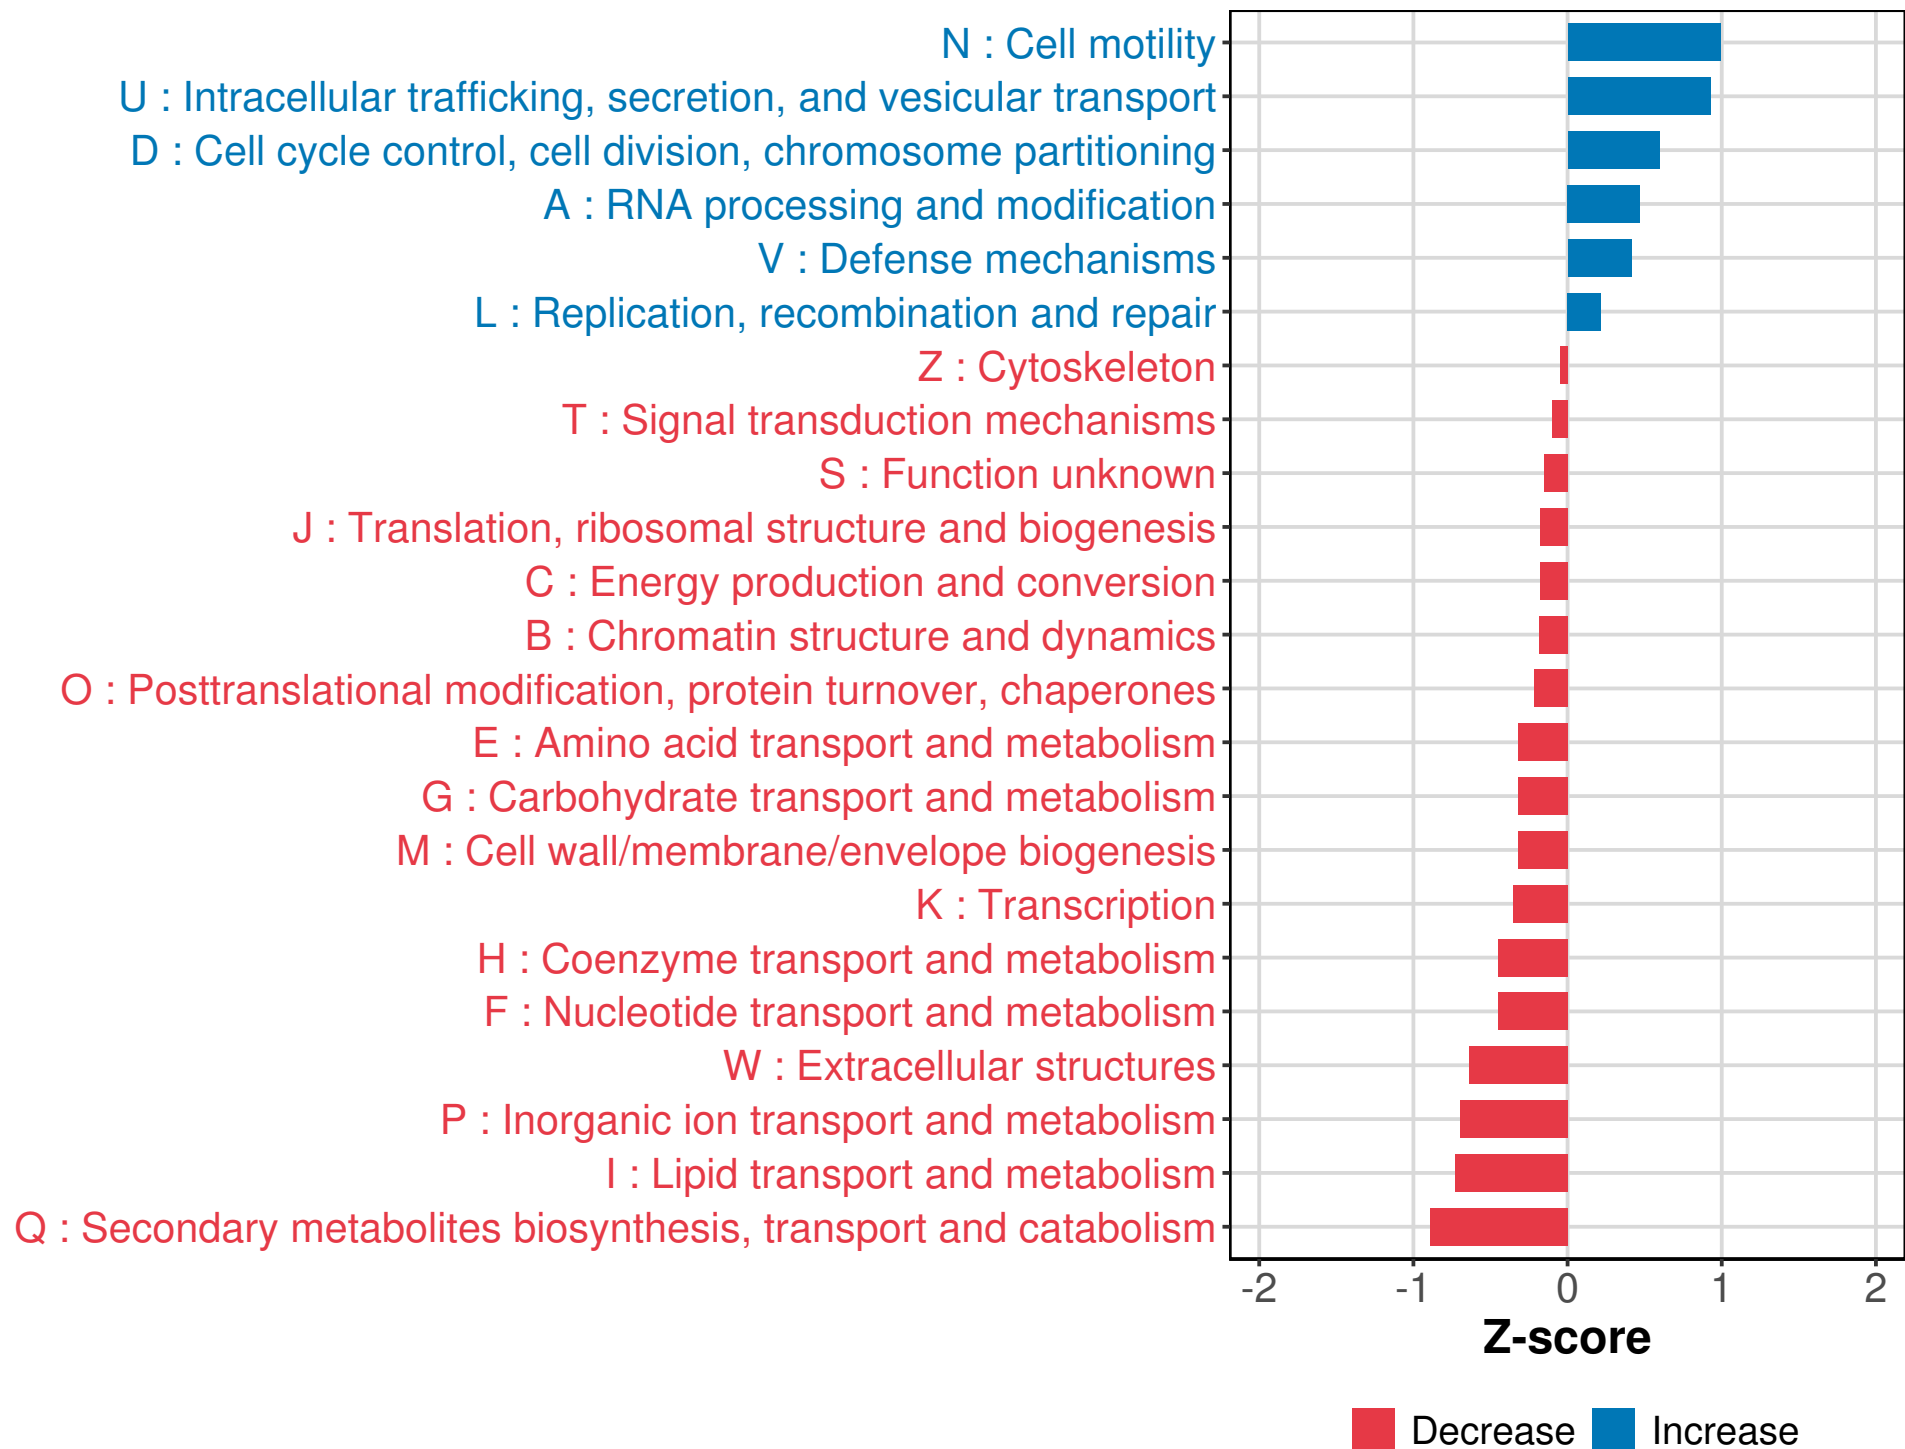 N : Cell motility
U : Intracellular trafficking, secretion, and vesicular transport
D : Cell cycle control, cell division, chromosome partitioning
A : RNA processing and modification
V : Defense mechanisms
L : Replication, recombination and repair
Z : Cytoskeleton
T : Signal transduction mechanisms
S : Function unknown
J : Translation, ribosomal structure and biogenesis
C : Energy production and conversion
B : Chromatin structure and dynamics
O : Posttranslational modification, protein turnover, chaperones
E : Amino acid transport and metabolism
G : Carbohydrate transport and metabolism
M : Cell wall/membrane/envelope biogenesis
K : Transcription
H : Coenzyme transport and metabolism
F : Nucleotide transport and metabolism
W : Extracellular structures
P : Inorganic ion transport and metabolism
I : Lipid transport and metabolism
Q : Secondary metabolites biosynthesis, transport and catabolism
-2 -1 0 1 2
Z-score
Decrease Increase